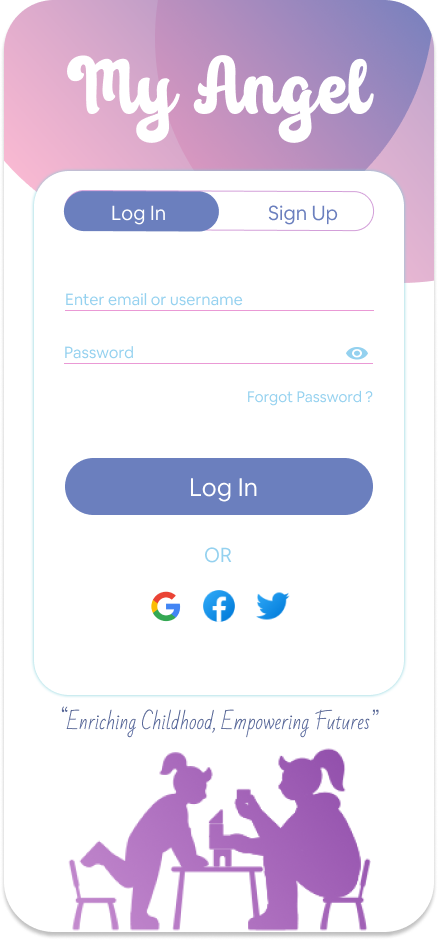 My Angel
Log In
Sign Up
Enter email or username
Password
Forgot Password ?
Log In
OR
“Enriching Childhood, Empowering Futures”